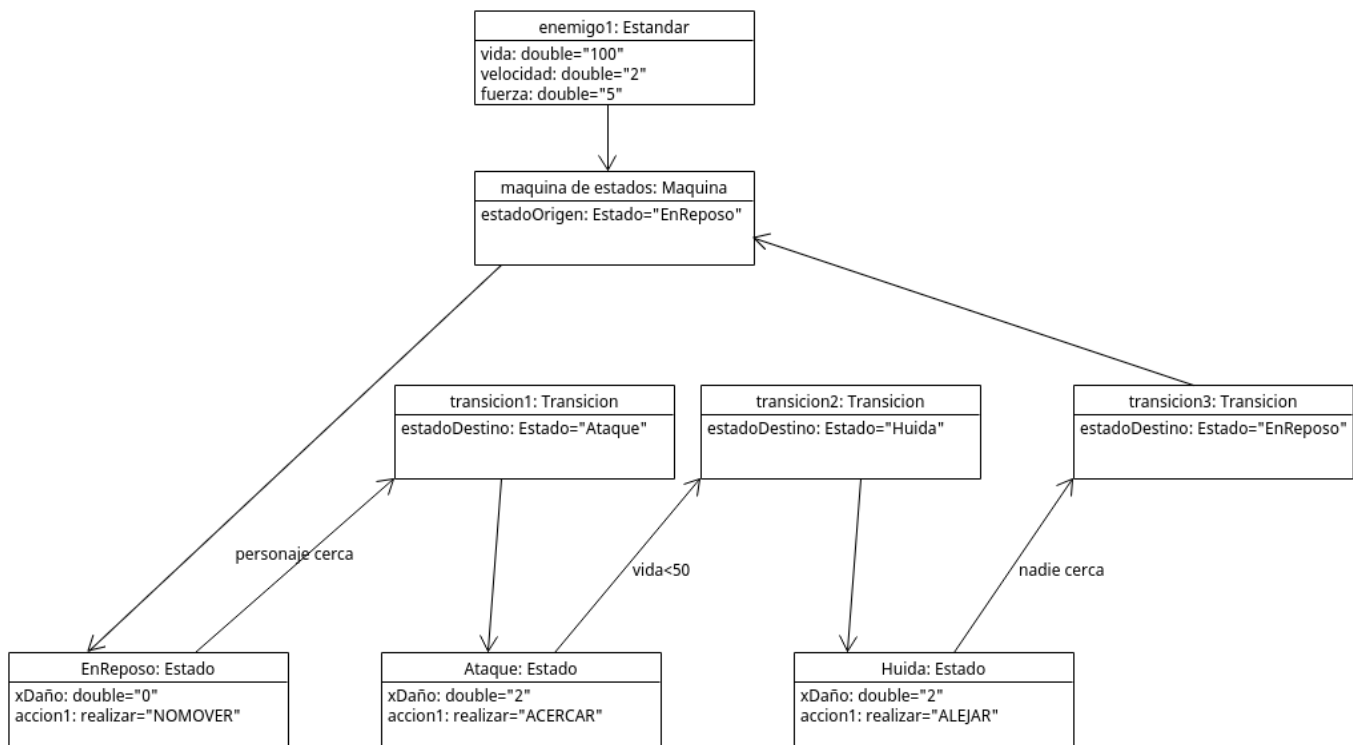 enemigo1: Estandar
vida: double="100"
velocidad: double="2"
fuerza: double="5"
maquina de estados: Maquina
estadoOrigen: Estado="EnReposo"
transicion1: Transicion
estadoDestino: Estado="Ataque"
transicion2: Transicion
estadoDestino: Estado="Huida"
transicion3: Transicion
estadoDestino: Estado="EnReposo"
personaje cerca
vida<50
nadie cerca
EnReposo: Estado
xDaño: double="0"
accion1: realizar="NOMOVER"
Ataque: Estado
xDaño: double="2"
accion1: realizar="ACERCAR"
Huida: Estado
xDaño: double="2"
accion1: realizar="ALEJAR"